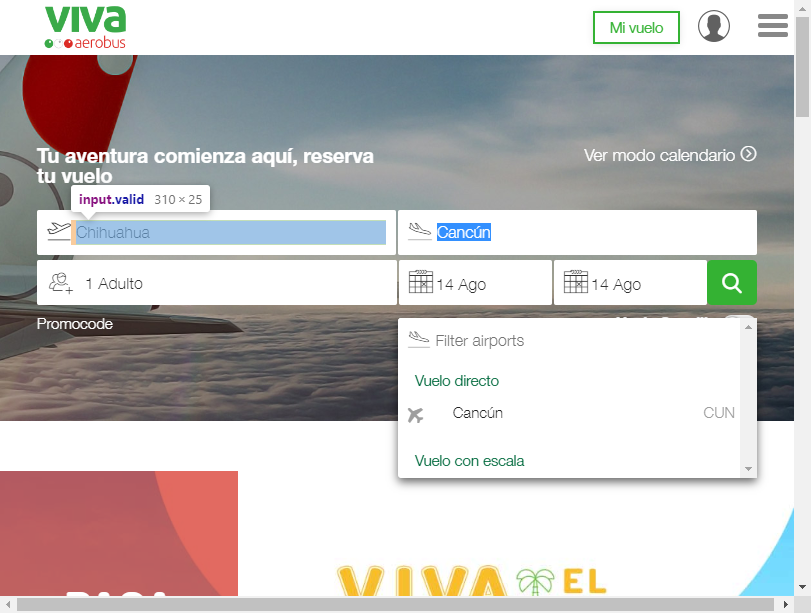 viva
aerobus
Mi vuelo
Tu aventura comienza aquí, reserva
tu vuelo
Ver modo calendario
input.valid 310 × 25
Chihuahua
Cancún
1 Adulto
14 Ago
14 Ago
Promocode
Filter airports
Vuelo directo
Cancún CUN
Vuelo con escala
VIVA EL